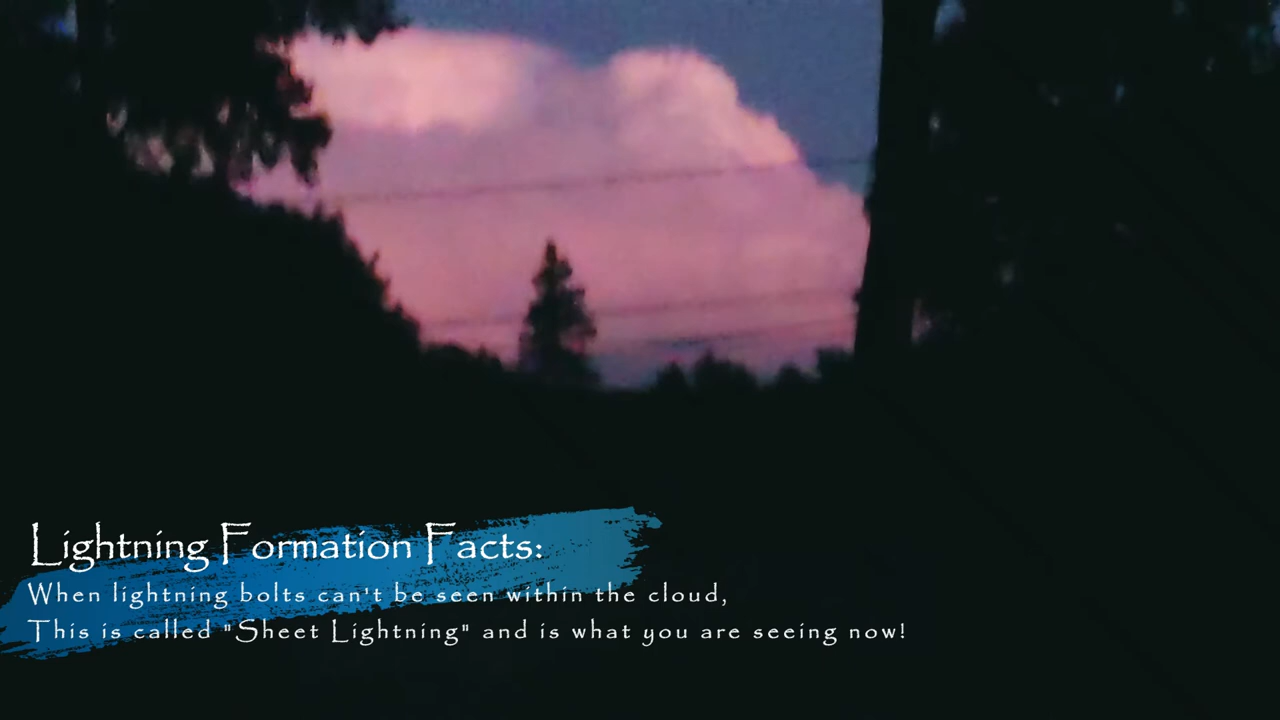 Lightning Formation Facts:
When lightning bolts can't be seen within the cloud,
This is called "Sheet Lightning" and is what you are seeing now!